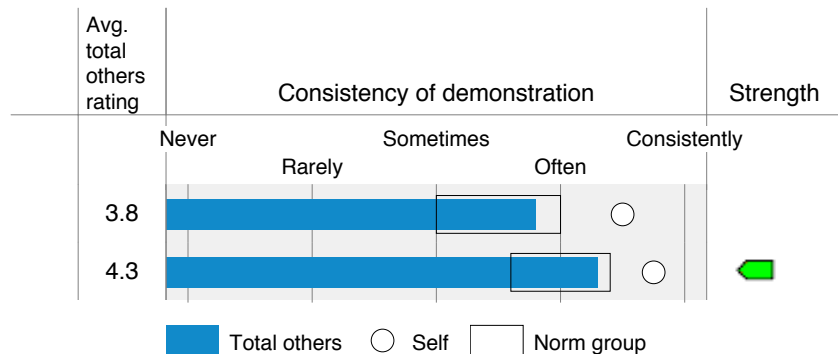 Avg.
total
others
rating
Consistency of demonstration
Strength
Never
Sometimes
Consistently
Rarely
Often
3.8
4.3
Total others
Self
Norm group